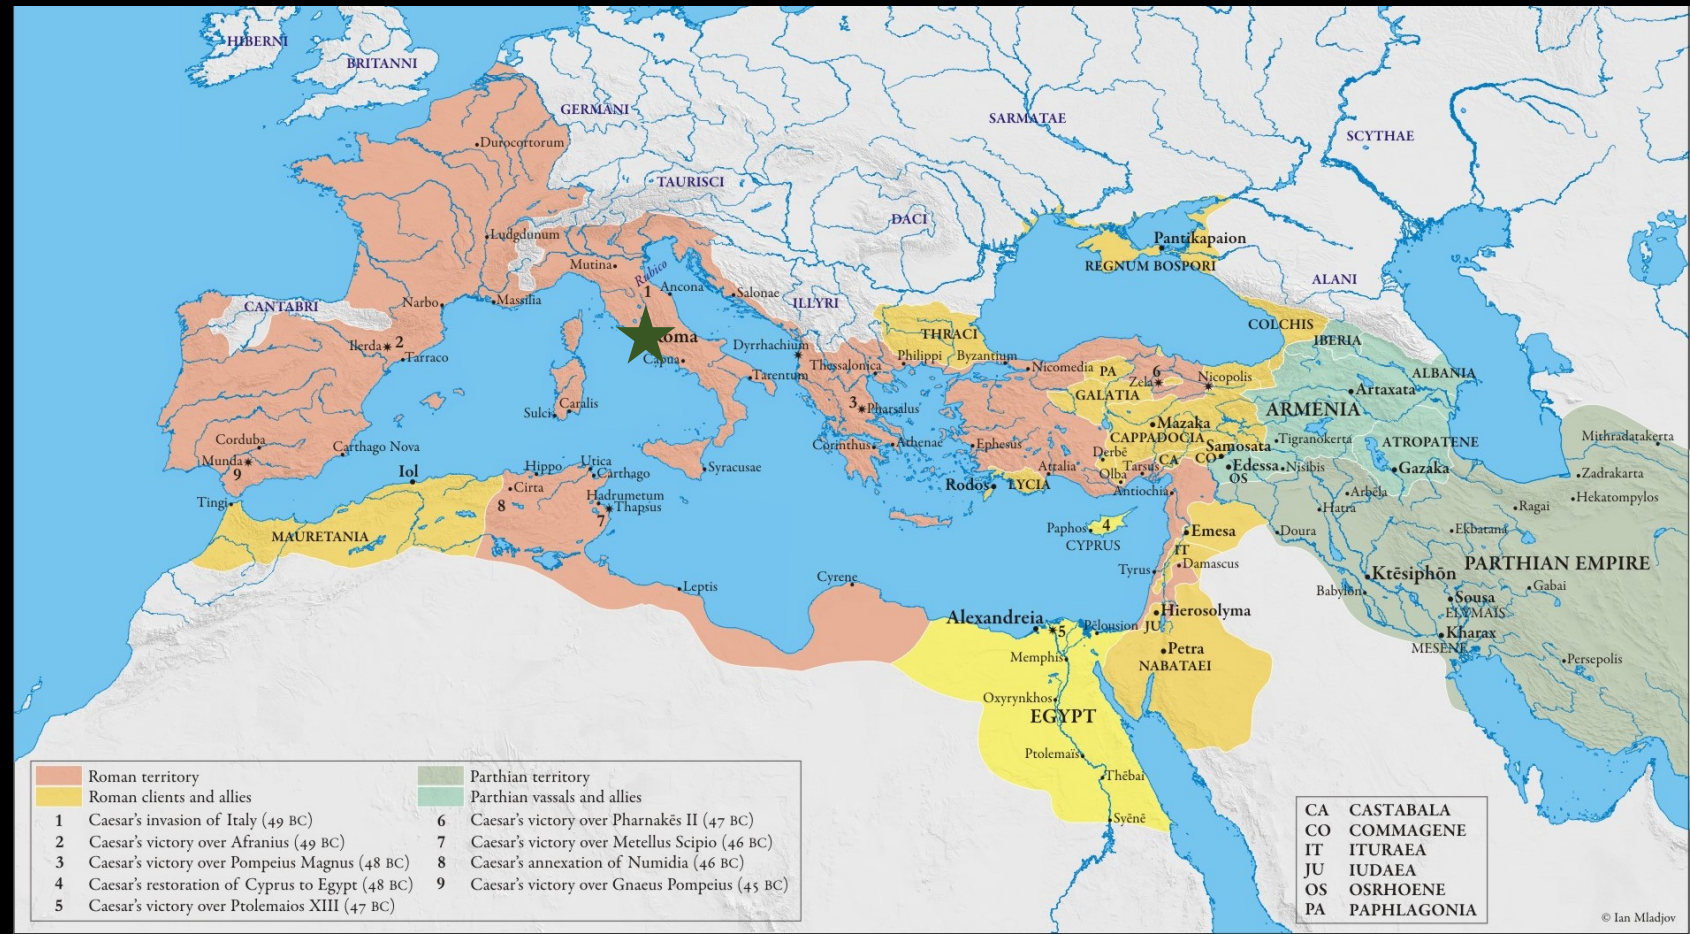 HIBERNI
BRITANNI
GERMANI
SARMATAE
SCYTHAE
Durocortorum
TAURISCI
DACI
Ludgdunum
Pantikapaion
REGNUM BOSPORI
Mutina
Rubico
ALANI
1
Ancona
Salonae
ILLYRI
CANTABRI
Narbo
Massilia
COLCHIS
IBERIA
THRACI
Roma
Ilerda
2
Tarraco
Capua
Dyrrhachium
Thessalonica
Philippi
Byzantium
Nicomedia
PA
6
Zela
Nicopolis
ALBANIA
Tarentum
GALATIA
Artaxata
ARMENIA
Sulci
Caralis
3
Pharsalus
Mazaka
CAPPADOCIA
Samosata
Tigranokerta
ATROPATENE
Mithradatakerta
Corduba
Carthago Nova
Corinthus
Athenae
Ephesus
Derbē
CA
CO
Munda
9
Iol
Hippo
Utica
Carthago
Syracusae
Attalia
Olba
Tarsus
Edessa
OS
Nisibis
Gazaka
Zadrakarta
Cirta
Rodos
LYCIA
Antiochia
Arbēla
Hekatompylos
Tingi
8
Hadrumetum
Thapsus
7
Hatra
Ragai
MAURETANIA
Paphos
4
CYPRUS
Emesa
Doura
Ekbatana
IT
Damascus
Tyrus
PARTHIAN EMPIRE
Ktēsiphōn
Leptis
Cyrene
Babylōn
Gabai
Sousa
ELYMAÏS
Alexandreia
5
Pēlousion
JU
Hierosolyma
Kharax
MESENE
Memphis
Petra
NABATAEI
Persepolis
Oxyrynkhos
EGYPT
Ptolemaïs
Thēbai
Syēnē
Roman territory
Roman clients and allies
1 Caesar's invasion of Italy (49 BC)
2 Caesar's victory over Afranius (49 BC)
3 Caesar's victory over Pompeius Magnus (48 BC)
4 Caesar's restoration of Cyprus to Egypt (48 BC)
5 Caesar's victory over Ptolemaios XIII (47 BC)
Parthian territory
Parthian vassals and allies
6 Caesar's victory over Pharnakēs II (47 BC)
7 Caesar's victory over Metellus Scipio (46 BC)
8 Caesar's annexation of Numidia (46 BC)
9 Caesar's victory over Gnaeus Pompeius (45 BC)
CA CASTABALA
CO COMMAGENE
IT ITURAEA
JU IUDAEA
OS OSRHOENE
PA PAPHLAGONIA
© Ian Mladjov